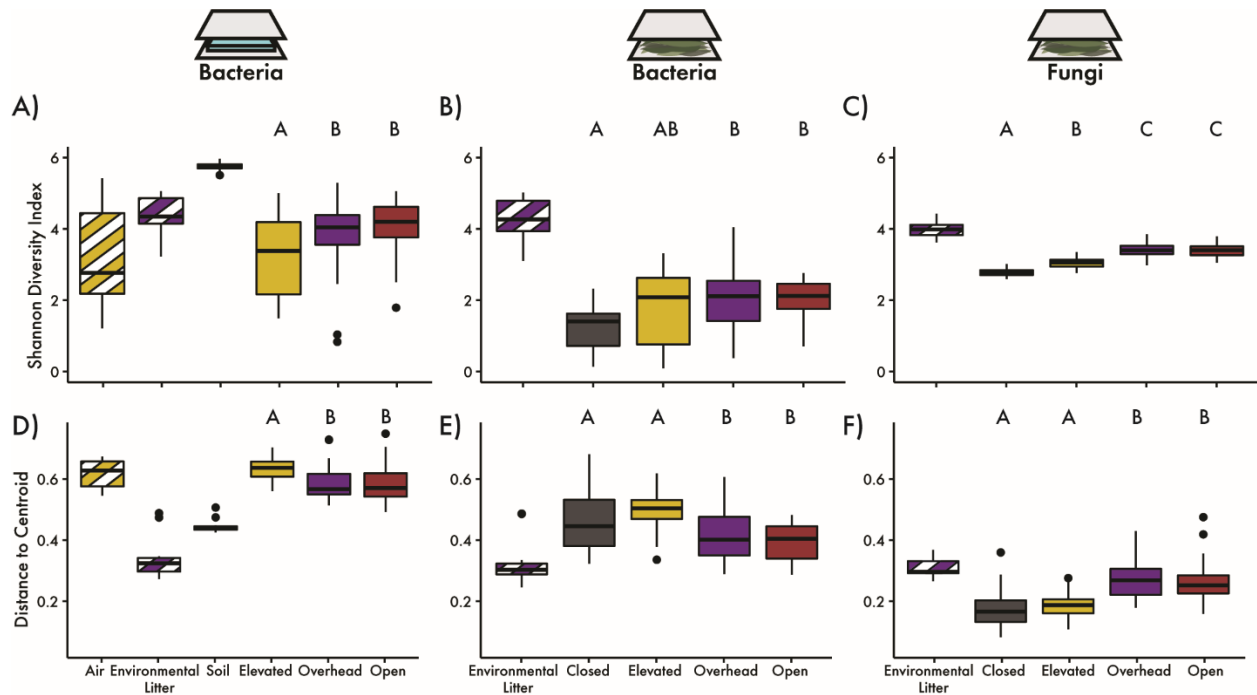 Bacteria
Bacteria
Fungi
A)
B)
C)
A B B
A AB B B
A B C C
Shannon Diversity Index
6
4
2
0
6
4
2
0
6
4
2
0
D)
E)
F)
A B B
A A B B
A A B B
Distance to Centroid
0.6
0.4
0.2
0.6
0.4
0.2
0.6
0.4
0.2
Air Environmental Litter Soil Elevated Overhead Open
Environmental Litter Closed Elevated Overhead Open
Environmental Litter Closed Elevated Overhead Open